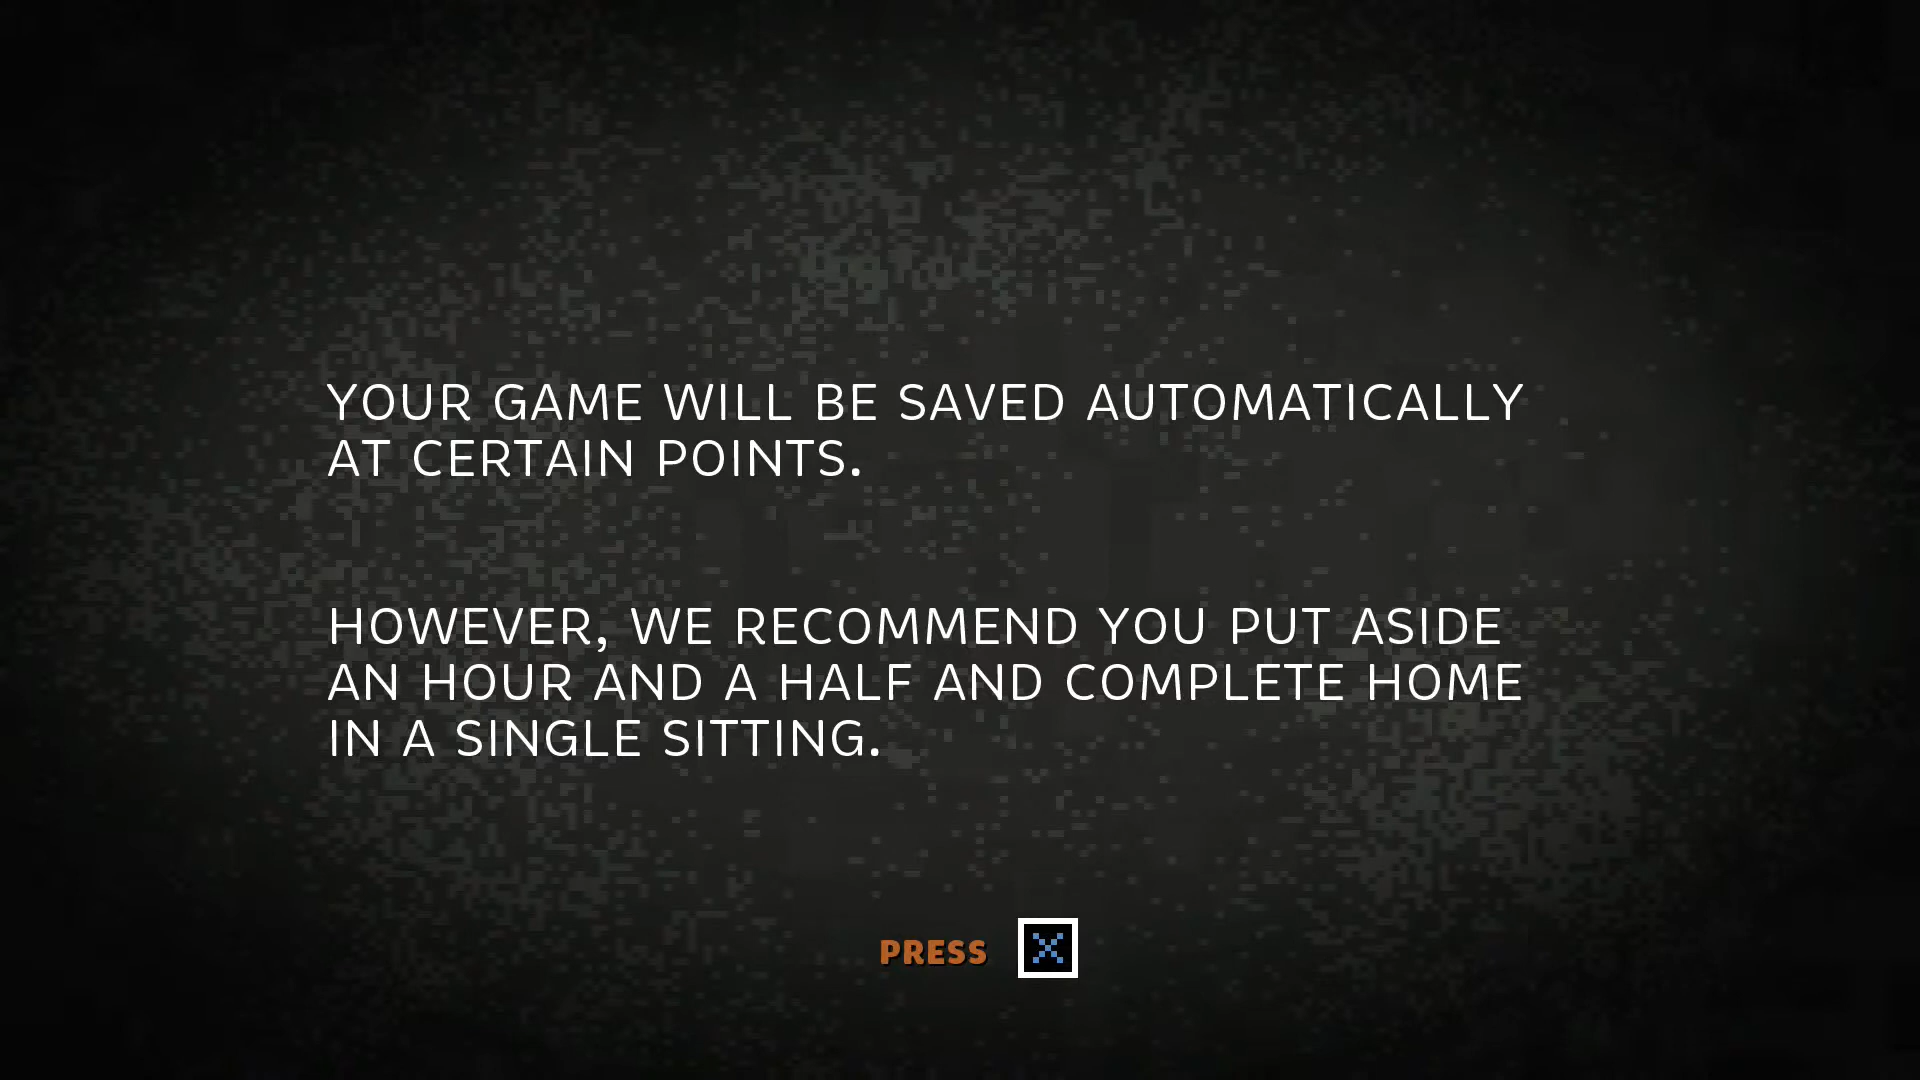 YOUR GAME WILL BE SAVED AUTOMATICALLY
AT CERTAIN POINTS.
HOWEVER, WE RECOMMEND YOU PUT ASIDE
AN HOUR AND A HALF AND COMPLETE HOME
IN A SINGLE SITTING.
PRESS X